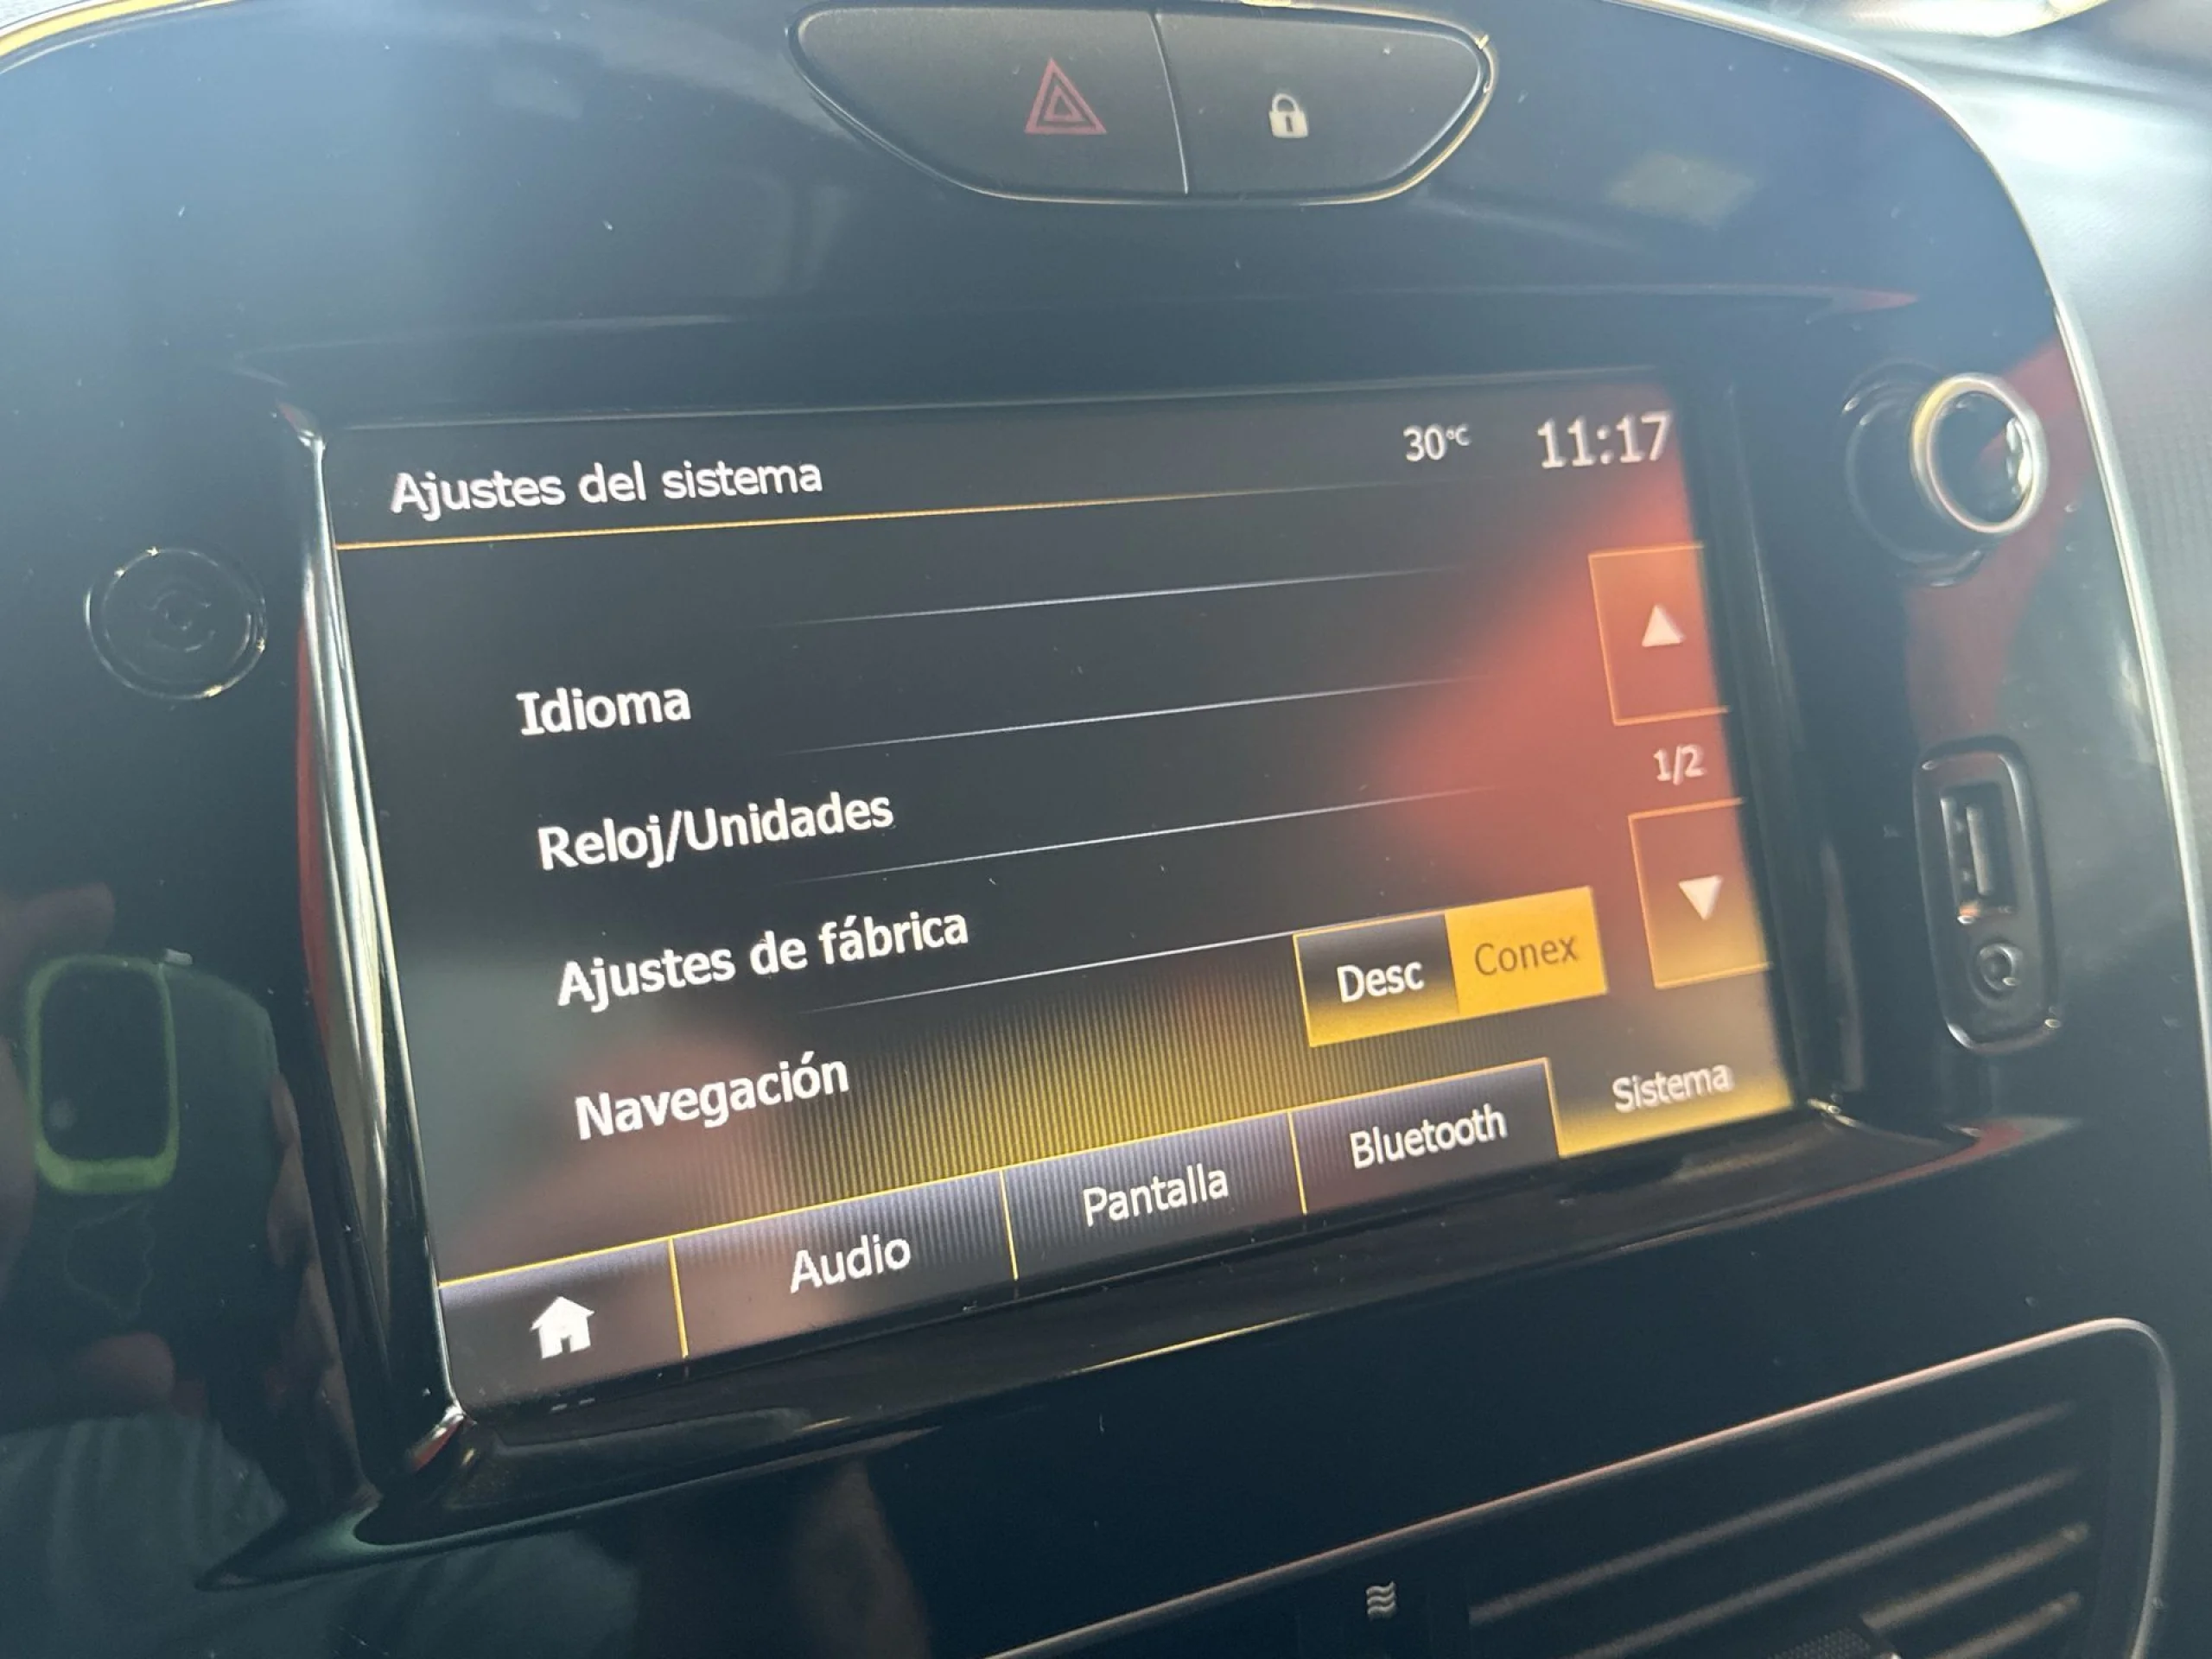 Ajustes del sistema 30°C 11:17
Idioma
Reloj/Unidades
1/2
Ajustes de fábrica
Navegación Desc Conex
Audio Pantalla Bluetooth Sistema